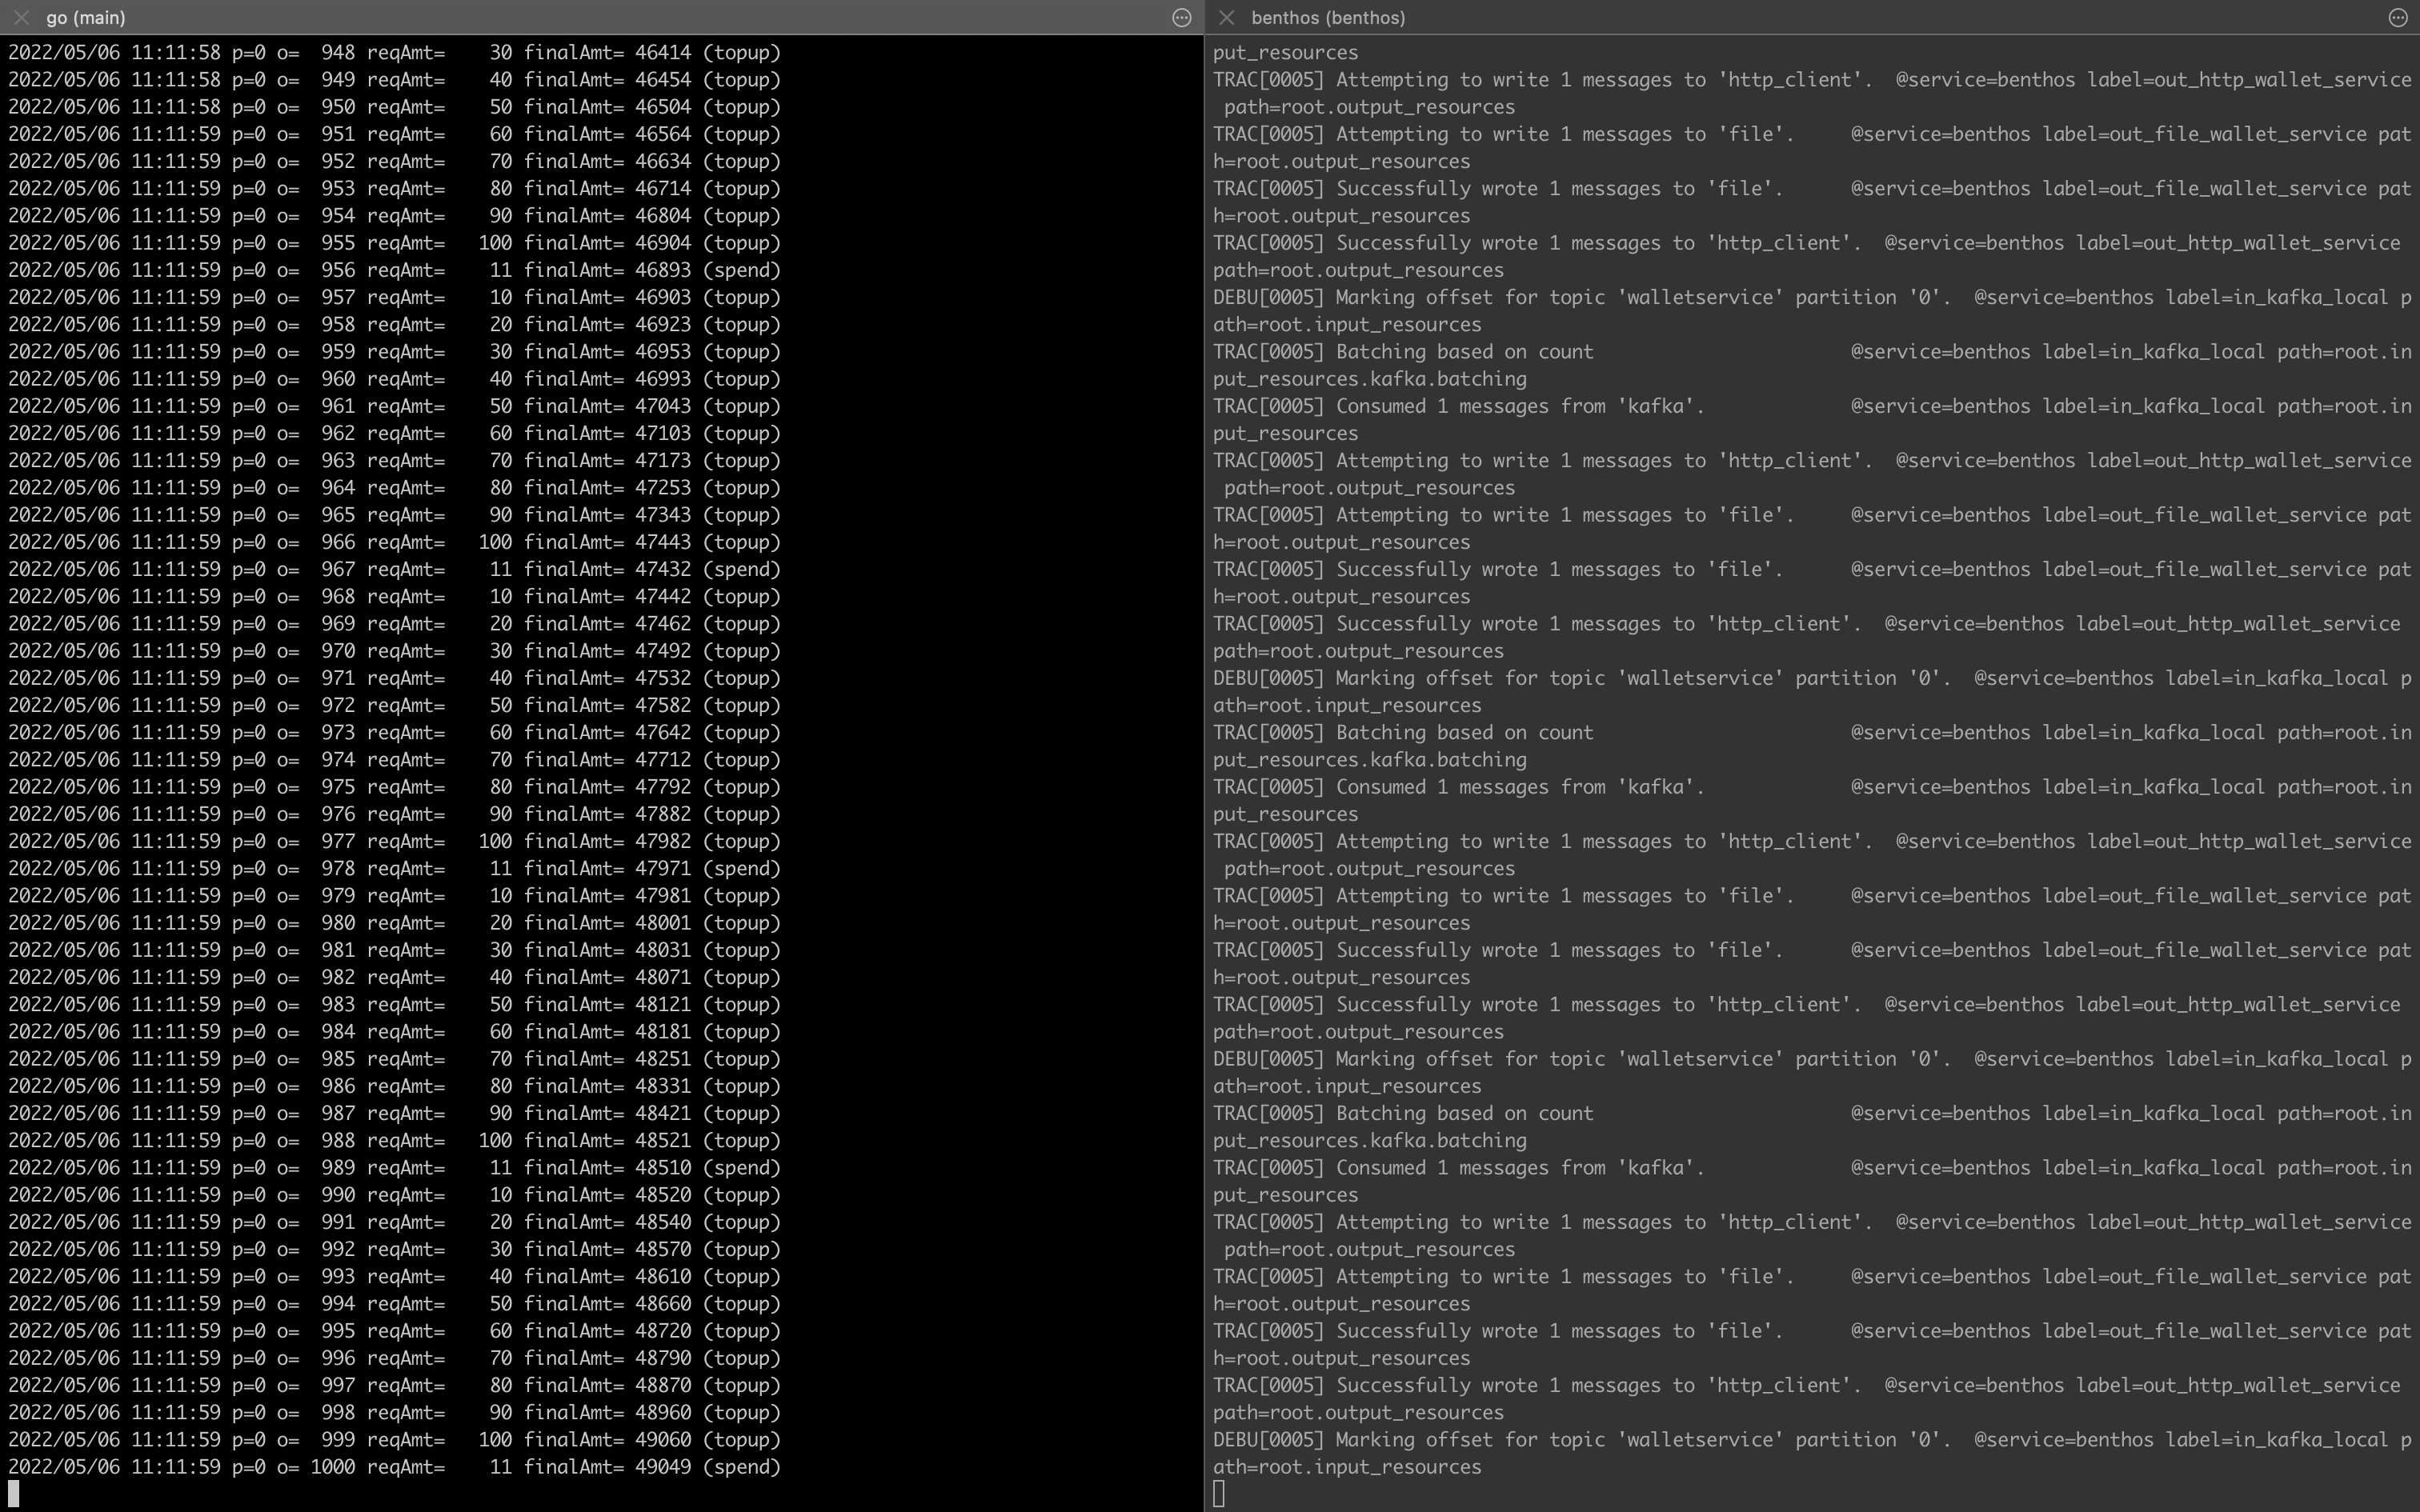 go (main)
2022/05/06 11:11:58 p=0 o=  948 reqAmt=    30 finalAmt= 46414 (topup)
2022/05/06 11:11:58 p=0 o=  949 reqAmt=    40 finalAmt= 46454 (topup)
2022/05/06 11:11:58 p=0 o=  950 reqAmt=    50 finalAmt= 46504 (topup)
2022/05/06 11:11:59 p=0 o=  951 reqAmt=    60 finalAmt= 46564 (topup)
2022/05/06 11:11:59 p=0 o=  952 reqAmt=    70 finalAmt= 46634 (topup)
2022/05/06 11:11:59 p=0 o=  953 reqAmt=    80 finalAmt= 46714 (topup)
2022/05/06 11:11:59 p=0 o=  954 reqAmt=    90 finalAmt= 46804 (topup)
2022/05/06 11:11:59 p=0 o=  955 reqAmt=   100 finalAmt= 46904 (topup)
2022/05/06 11:11:59 p=0 o=  956 reqAmt=    11 finalAmt= 46893 (spend)
2022/05/06 11:11:59 p=0 o=  957 reqAmt=    10 finalAmt= 46903 (topup)
2022/05/06 11:11:59 p=0 o=  958 reqAmt=    20 finalAmt= 46923 (topup)
2022/05/06 11:11:59 p=0 o=  959 reqAmt=    30 finalAmt= 46953 (topup)
2022/05/06 11:11:59 p=0 o=  960 reqAmt=    40 finalAmt= 46993 (topup)
2022/05/06 11:11:59 p=0 o=  961 reqAmt=    50 finalAmt= 47043 (topup)
2022/05/06 11:11:59 p=0 o=  962 reqAmt=    60 finalAmt= 47103 (topup)
2022/05/06 11:11:59 p=0 o=  963 reqAmt=    70 finalAmt= 47173 (topup)
2022/05/06 11:11:59 p=0 o=  964 reqAmt=    80 finalAmt= 47253 (topup)
2022/05/06 11:11:59 p=0 o=  965 reqAmt=    90 finalAmt= 47343 (topup)
2022/05/06 11:11:59 p=0 o=  966 reqAmt=   100 finalAmt= 47443 (topup)
2022/05/06 11:11:59 p=0 o=  967 reqAmt=    11 finalAmt= 47432 (spend)
2022/05/06 11:11:59 p=0 o=  968 reqAmt=    10 finalAmt= 47442 (topup)
2022/05/06 11:11:59 p=0 o=  969 reqAmt=    20 finalAmt= 47462 (topup)
2022/05/06 11:11:59 p=0 o=  970 reqAmt=    30 finalAmt= 47492 (topup)
2022/05/06 11:11:59 p=0 o=  971 reqAmt=    40 finalAmt= 47532 (topup)
2022/05/06 11:11:59 p=0 o=  972 reqAmt=    50 finalAmt= 47582 (topup)
2022/05/06 11:11:59 p=0 o=  973 reqAmt=    60 finalAmt= 47642 (topup)
2022/05/06 11:11:59 p=0 o=  974 reqAmt=    70 finalAmt= 47712 (topup)
2022/05/06 11:11:59 p=0 o=  975 reqAmt=    80 finalAmt= 47792 (topup)
2022/05/06 11:11:59 p=0 o=  976 reqAmt=    90 finalAmt= 47882 (topup)
2022/05/06 11:11:59 p=0 o=  977 reqAmt=   100 finalAmt= 47982 (topup)
2022/05/06 11:11:59 p=0 o=  978 reqAmt=    11 finalAmt= 47971 (spend)
2022/05/06 11:11:59 p=0 o=  979 reqAmt=    10 finalAmt= 47981 (topup)
2022/05/06 11:11:59 p=0 o=  980 reqAmt=    20 finalAmt= 48001 (topup)
2022/05/06 11:11:59 p=0 o=  981 reqAmt=    30 finalAmt= 48031 (topup)
2022/05/06 11:11:59 p=0 o=  982 reqAmt=    40 finalAmt= 48071 (topup)
2022/05/06 11:11:59 p=0 o=  983 reqAmt=    50 finalAmt= 48121 (topup)
2022/05/06 11:11:59 p=0 o=  984 reqAmt=    60 finalAmt= 48181 (topup)
2022/05/06 11:11:59 p=0 o=  985 reqAmt=    70 finalAmt= 48251 (topup)
2022/05/06 11:11:59 p=0 o=  986 reqAmt=    80 finalAmt= 48331 (topup)
2022/05/06 11:11:59 p=0 o=  987 reqAmt=    90 finalAmt= 48421 (topup)
2022/05/06 11:11:59 p=0 o=  988 reqAmt=   100 finalAmt= 48521 (topup)
2022/05/06 11:11:59 p=0 o=  989 reqAmt=    11 finalAmt= 48510 (spend)
2022/05/06 11:11:59 p=0 o=  990 reqAmt=    10 finalAmt= 48520 (topup)
2022/05/06 11:11:59 p=0 o=  991 reqAmt=    20 finalAmt= 48540 (topup)
2022/05/06 11:11:59 p=0 o=  992 reqAmt=    30 finalAmt= 48570 (topup)
2022/05/06 11:11:59 p=0 o=  993 reqAmt=    40 finalAmt= 48610 (topup)
2022/05/06 11:11:59 p=0 o=  994 reqAmt=    50 finalAmt= 48660 (topup)
2022/05/06 11:11:59 p=0 o=  995 reqAmt=    60 finalAmt= 48720 (topup)
2022/05/06 11:11:59 p=0 o=  996 reqAmt=    70 finalAmt= 48790 (topup)
2022/05/06 11:11:59 p=0 o=  997 reqAmt=    80 finalAmt= 48870 (topup)
2022/05/06 11:11:59 p=0 o=  998 reqAmt=    90 finalAmt= 48960 (topup)
2022/05/06 11:11:59 p=0 o=  999 reqAmt=   100 finalAmt= 49060 (topup)
2022/05/06 11:11:59 p=0 o= 1000 reqAmt=    11 finalAmt= 49049 (spend)
benthos (benthos)
put_resources
TRAC[0005] Attempting to write 1 messages to 'http_client'.  @service=benthos label=out_http_wallet_service
 path=root.output_resources
TRAC[0005] Attempting to write 1 messages to 'file'.     @service=benthos label=out_file_wallet_service pat
h=root.output_resources
TRAC[0005] Successfully wrote 1 messages to 'file'.      @service=benthos label=out_file_wallet_service pat
h=root.output_resources
TRAC[0005] Successfully wrote 1 messages to 'http_client'.  @service=benthos label=out_http_wallet_service
path=root.output_resources
DEBU[0005] Marking offset for topic 'walletservice' partition '0'.  @service=benthos label=in_kafka_local p
ath=root.input_resources
TRAC[0005] Batching based on count                       @service=benthos label=in_kafka_local path=root.in
put_resources.kafka.batching
TRAC[0005] Consumed 1 messages from 'kafka'.             @service=benthos label=in_kafka_local path=root.in
put_resources
TRAC[0005] Attempting to write 1 messages to 'http_client'.  @service=benthos label=out_http_wallet_service
 path=root.output_resources
TRAC[0005] Attempting to write 1 messages to 'file'.     @service=benthos label=out_file_wallet_service pat
h=root.output_resources
TRAC[0005] Successfully wrote 1 messages to 'file'.      @service=benthos label=out_file_wallet_service pat
h=root.output_resources
TRAC[0005] Successfully wrote 1 messages to 'http_client'.  @service=benthos label=out_http_wallet_service
path=root.output_resources
DEBU[0005] Marking offset for topic 'walletservice' partition '0'.  @service=benthos label=in_kafka_local p
ath=root.input_resources
TRAC[0005] Batching based on count                       @service=benthos label=in_kafka_local path=root.in
put_resources.kafka.batching
TRAC[0005] Consumed 1 messages from 'kafka'.             @service=benthos label=in_kafka_local path=root.in
put_resources
TRAC[0005] Attempting to write 1 messages to 'http_client'.  @service=benthos label=out_http_wallet_service
 path=root.output_resources
TRAC[0005] Attempting to write 1 messages to 'file'.     @service=benthos label=out_file_wallet_service pat
h=root.output_resources
TRAC[0005] Successfully wrote 1 messages to 'file'.      @service=benthos label=out_file_wallet_service pat
h=root.output_resources
TRAC[0005] Successfully wrote 1 messages to 'http_client'.  @service=benthos label=out_http_wallet_service
path=root.output_resources
DEBU[0005] Marking offset for topic 'walletservice' partition '0'.  @service=benthos label=in_kafka_local p
ath=root.input_resources
TRAC[0005] Batching based on count                       @service=benthos label=in_kafka_local path=root.in
put_resources.kafka.batching
TRAC[0005] Consumed 1 messages from 'kafka'.             @service=benthos label=in_kafka_local path=root.in
put_resources
TRAC[0005] Attempting to write 1 messages to 'http_client'.  @service=benthos label=out_http_wallet_service
 path=root.output_resources
TRAC[0005] Attempting to write 1 messages to 'file'.     @service=benthos label=out_file_wallet_service pat
h=root.output_resources
TRAC[0005] Successfully wrote 1 messages to 'file'.      @service=benthos label=out_file_wallet_service pat
h=root.output_resources
TRAC[0005] Successfully wrote 1 messages to 'http_client'.  @service=benthos label=out_http_wallet_service
path=root.output_resources
DEBU[0005] Marking offset for topic 'walletservice' partition '0'.  @service=benthos label=in_kafka_local p
ath=root.input_resources